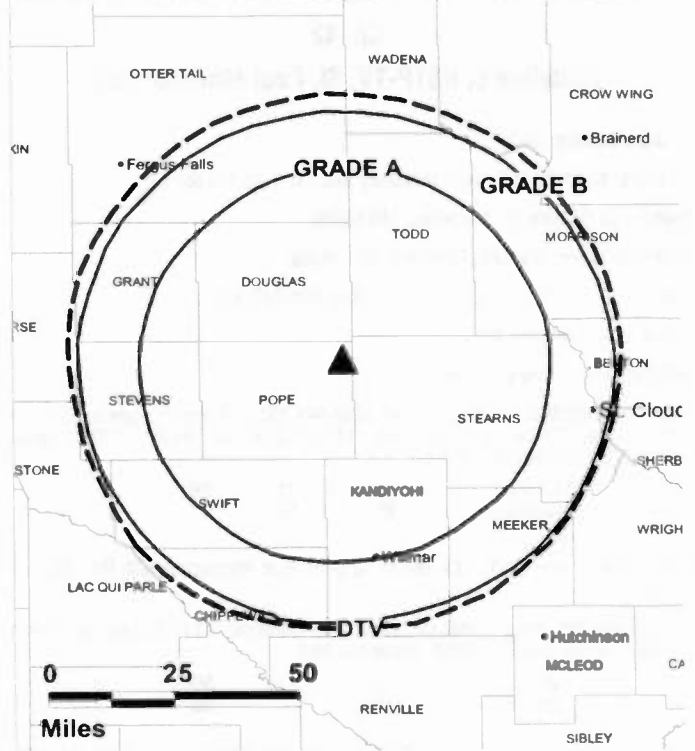 WADENA
OTTER TAIL
CROW WING
Brainerd
KIN
Fergus Falls
GRADE A
GRADE B
TODD
MORRISON
GRANT
DOUGLAS
RSE
BENTON
STEVENS
POPE
St. Clouc
STEARNS
STONE
SHERB
KANDIYOHI
SWIFT
MEEKER
WRIGH
Willmar
LAC QUI PARLE
CHIPPEWA
DTV
Hutchinson
0 25 50
MCLEOD
CA
RENVILLE
Miles
SIBLEY